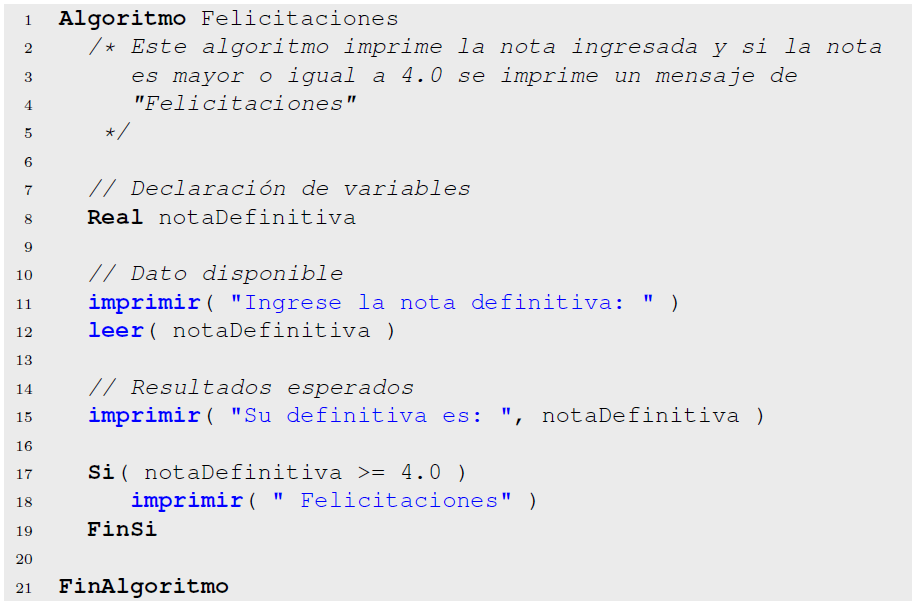 1 Algoritmo Felicitaciones
2 /* Este algoritmo imprime la nota ingresada y si la nota
3 es mayor o igual a 4.0 se imprime un mensaje de
4 "Felicitaciones"
5 */
6
7 // Declaración de variables
8 Real notaDefinitiva
9
10 // Dato disponible
11 imprimir( "Ingrese la nota definitiva: " )
12 leer( notaDefinitiva )
13
14 // Resultados esperados
15 imprimir( "Su definitiva es: ", notaDefinitiva )
16
17 Si( notaDefinitiva >= 4.0 )
18 imprimir( " Felicitaciones" )
19 FinSi
20
21 FinAlgoritmo